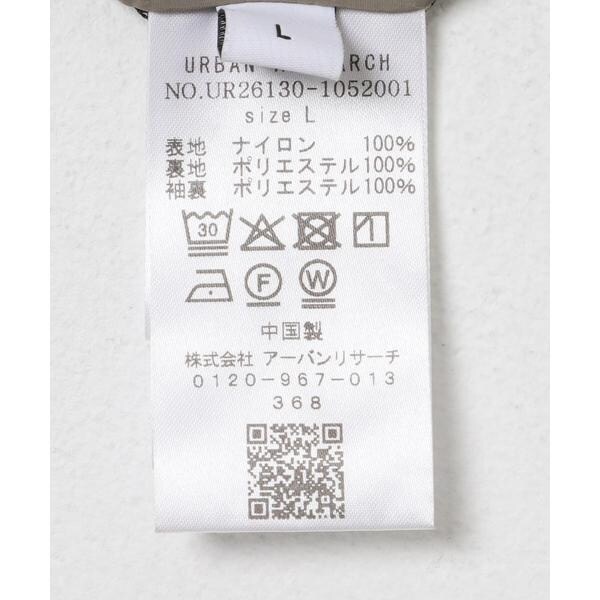 L
URBAN
NO.UR26130-1052001
size L
表地 ナイロン 100%
裏地 ポリエステル100%
袖裏 ポリエステル100%
30
F W
中国製
株式会社 アーバンリサーチ
0120-967-013
368